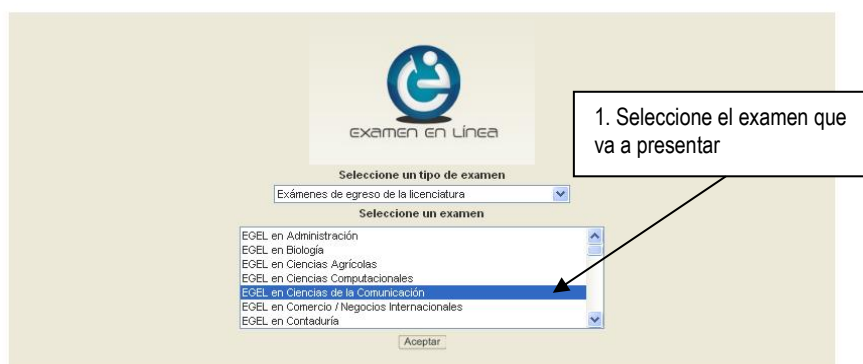 examen en línea
1. Seleccione el examen que
va a presentar
Seleccione un tipo de examen
Exámenes de egreso de la licenciatura
Seleccione un examen
EGEL en Administración
EGEL en Biología
EGEL en Ciencias Agrícolas
EGEL en Ciencias Computacionales
EGEL en Ciencias de la Comunicación
EGEL en Comercio / Negocios Internacionales
EGEL en Contaduría
Aceptar